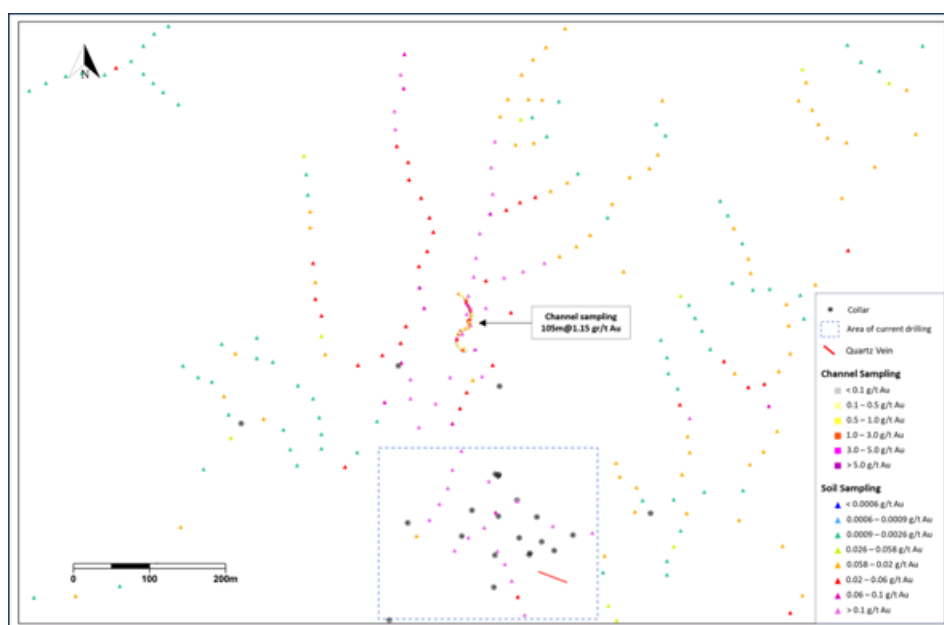 N
Channel sampling
105m@1.15 gr/t Au
0 100 200m
Collar
Area of current drilling
Quartz Vein
Channel Sampling
< 0.1 g/t Au
0.1 – 0.5 g/t Au
0.5 – 1.0 g/t Au
1.0 – 3.0 g/t Au
3.0 – 5.0 g/t Au
> 5.0 g/t Au
Soil Sampling
< 0.0006 g/t Au
0.0006 – 0.0009 g/t Au
0.0009 – 0.0026 g/t Au
0.026 – 0.058 g/t Au
0.058 – 0.02 g/t Au
0.02 – 0.06 g/t Au
0.06 – 0.1 g/t Au
> 0.1 g/t Au